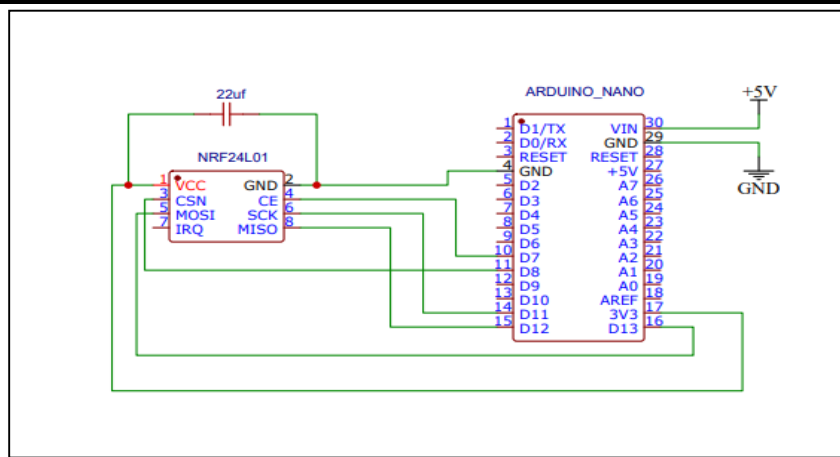 22uf
NRF24L01
1 VCC GND 2
3 CSN CE 4
5 MOSI SCK 6
7 IRQ MISO 8
ARDUINO_NANO
1 D1/TX VIN 30
2 D0/RX GND 29
3 RESET RESET 28
4 GND +5V 27
5 D2 A7 26
6 D3 A6 25
7 D4 A5 24
8 D5 A4 23
9 D6 A3 22
10 D7 A2 21
11 D8 A1 20
12 D9 A0 19
13 D10 AREF 18
14 D11 3V3 17
15 D12 D13 16
+5V
GND